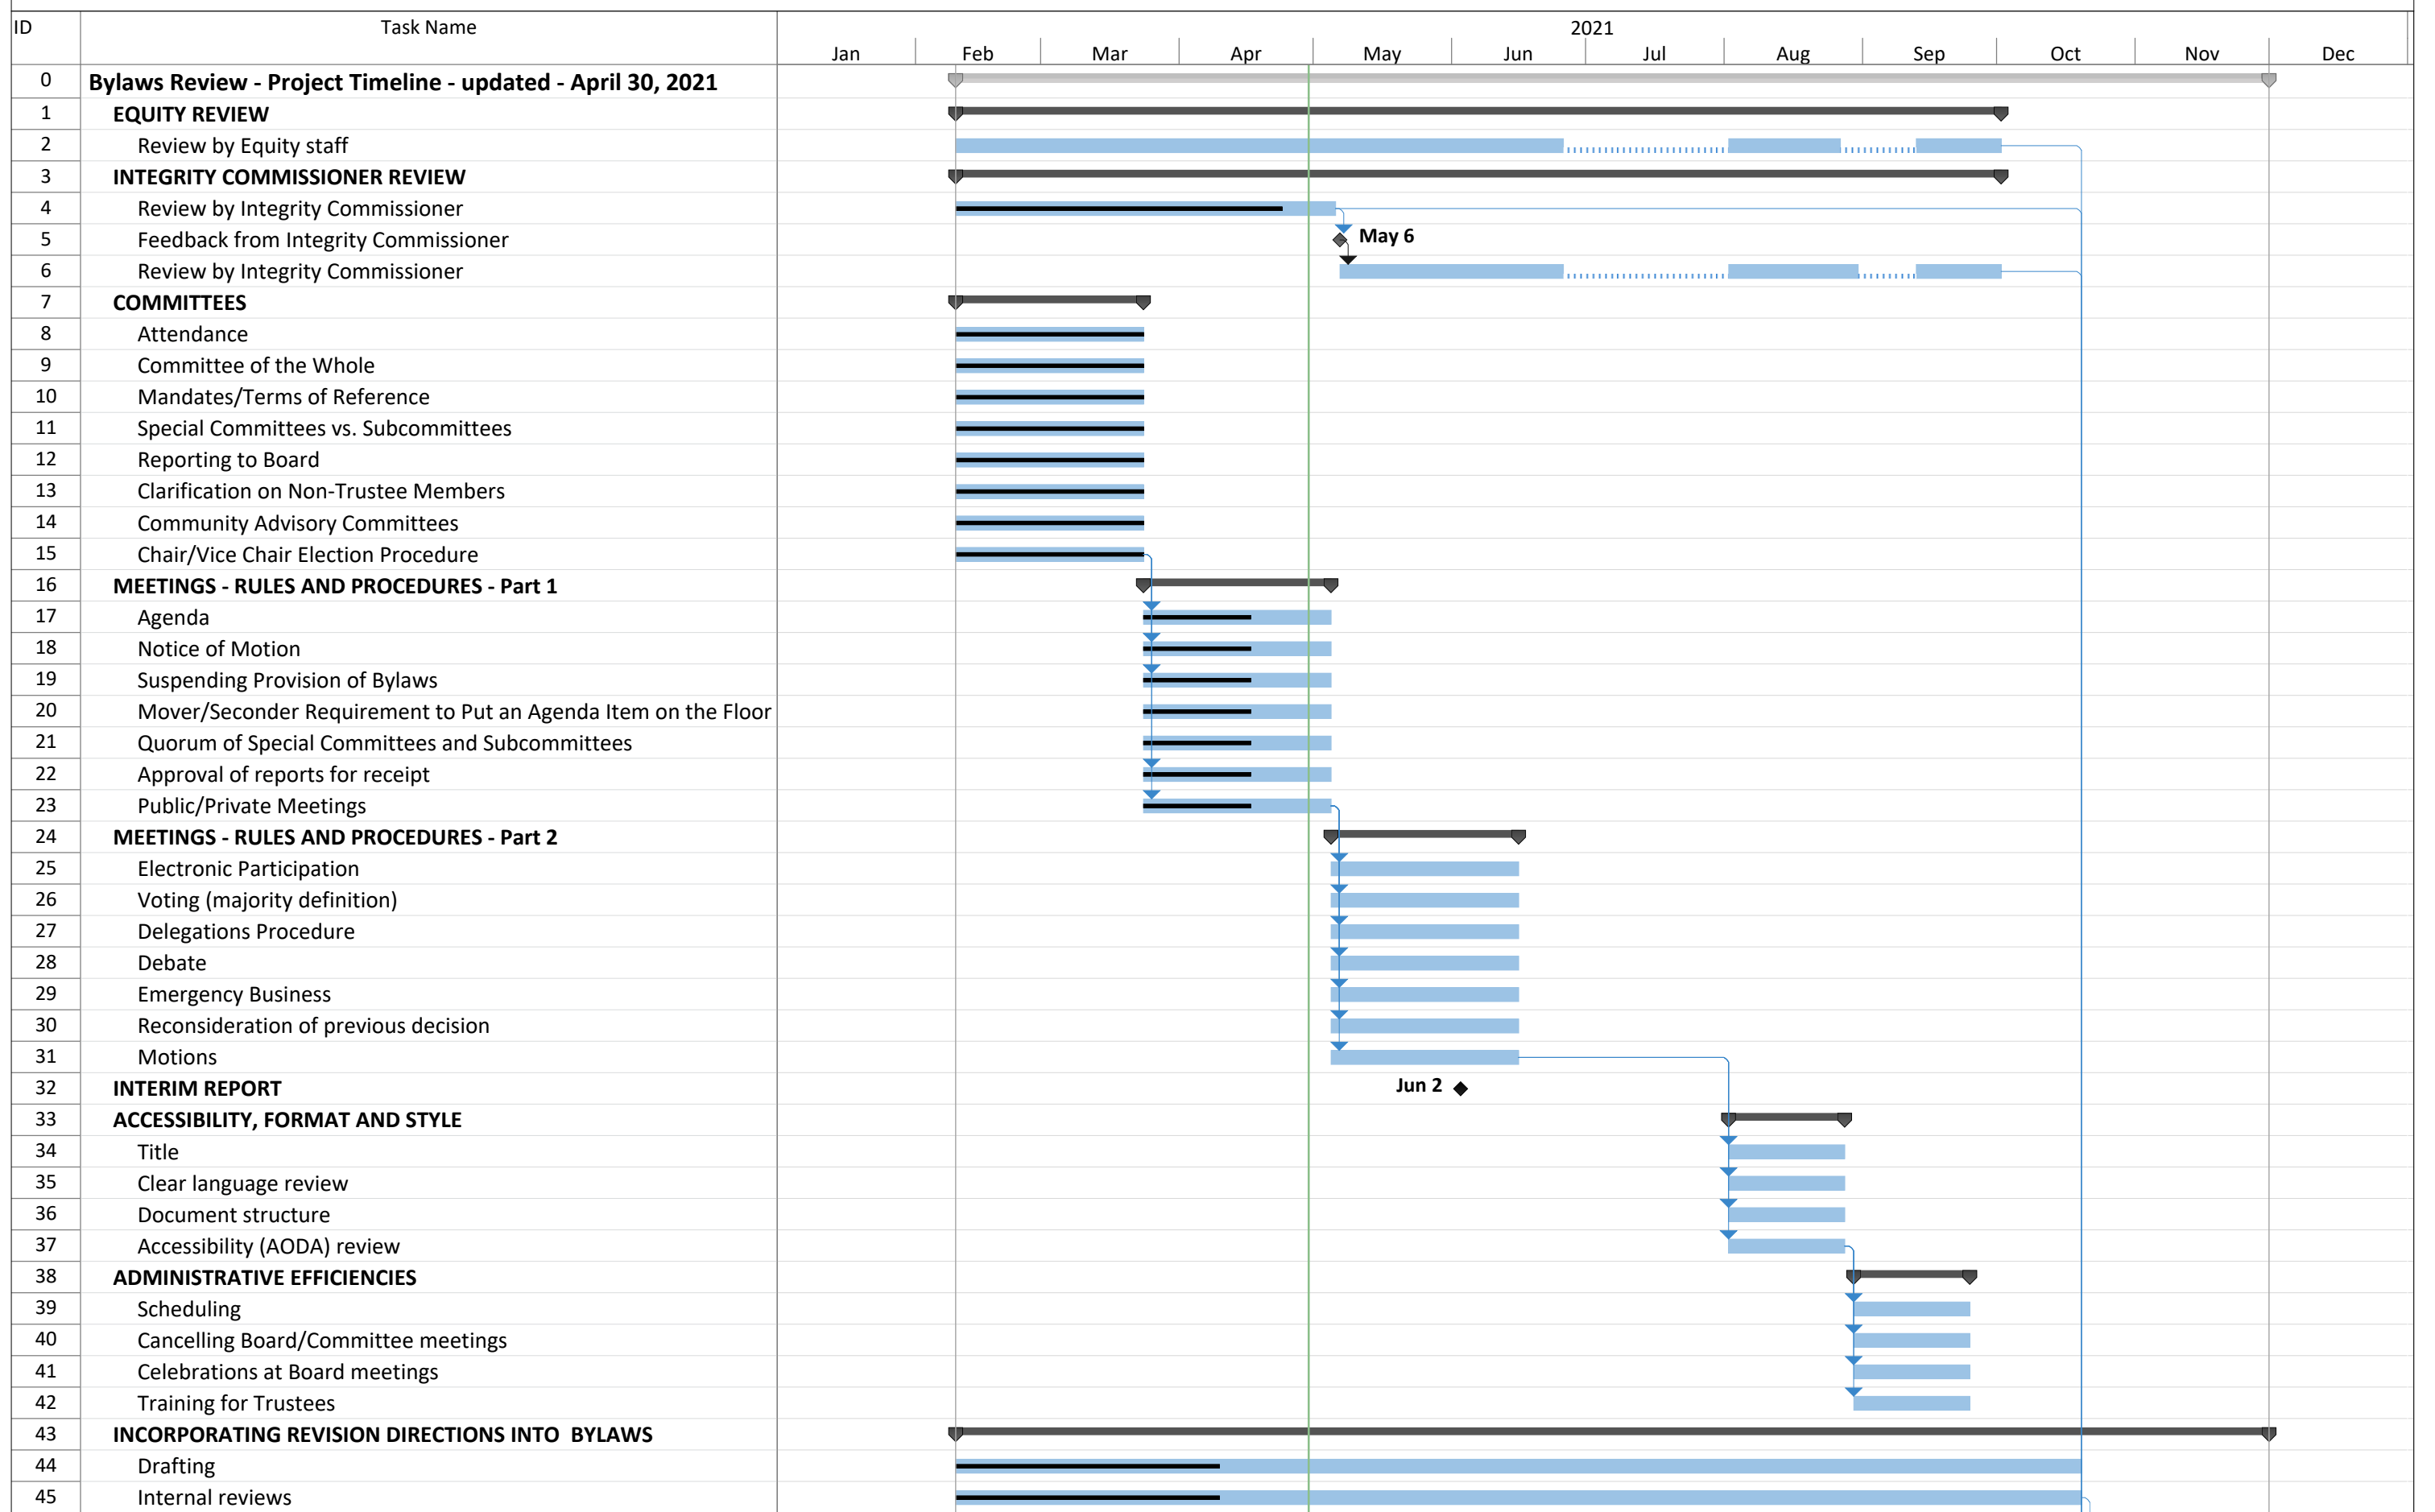 ID Task Name 2021
Jan Feb Mar Apr May Jun Jul Aug Sep Oct Nov Dec
0 Bylaws Review - Project Timeline - updated - April 30, 2021
1 EQUITY REVIEW
2 Review by Equity staff
3 INTEGRITY COMMISSIONER REVIEW
4 Review by Integrity Commissioner
5 Feedback from Integrity Commissioner May 6
6 Review by Integrity Commissioner
7 COMMITTEES
8 Attendance
9 Committee of the Whole
10 Mandates/Terms of Reference
11 Special Committees vs. Subcommittees
12 Reporting to Board
13 Clarification on Non-Trustee Members
14 Community Advisory Committees
15 Chair/Vice Chair Election Procedure
16 MEETINGS - RULES AND PROCEDURES - Part 1
17 Agenda
18 Notice of Motion
19 Suspending Provision of Bylaws
20 Mover/Seconder Requirement to Put an Agenda Item on the Floor
21 Quorum of Special Committees and Subcommittees
22 Approval of reports for receipt
23 Public/Private Meetings
24 MEETINGS - RULES AND PROCEDURES - Part 2
25 Electronic Participation
26 Voting (majority definition)
27 Delegations Procedure
28 Debate
29 Emergency Business
30 Reconsideration of previous decision
31 Motions
32 INTERIM REPORT Jun 2
33 ACCESSIBILITY, FORMAT AND STYLE
34 Title
35 Clear language review
36 Document structure
37 Accessibility (AODA) review
38 ADMINISTRATIVE EFFICIENCIES
39 Scheduling
40 Cancelling Board/Committee meetings
41 Celebrations at Board meetings
42 Training for Trustees
43 INCORPORATING REVISION DIRECTIONS INTO BYLAWS
44 Drafting
45 Internal reviews